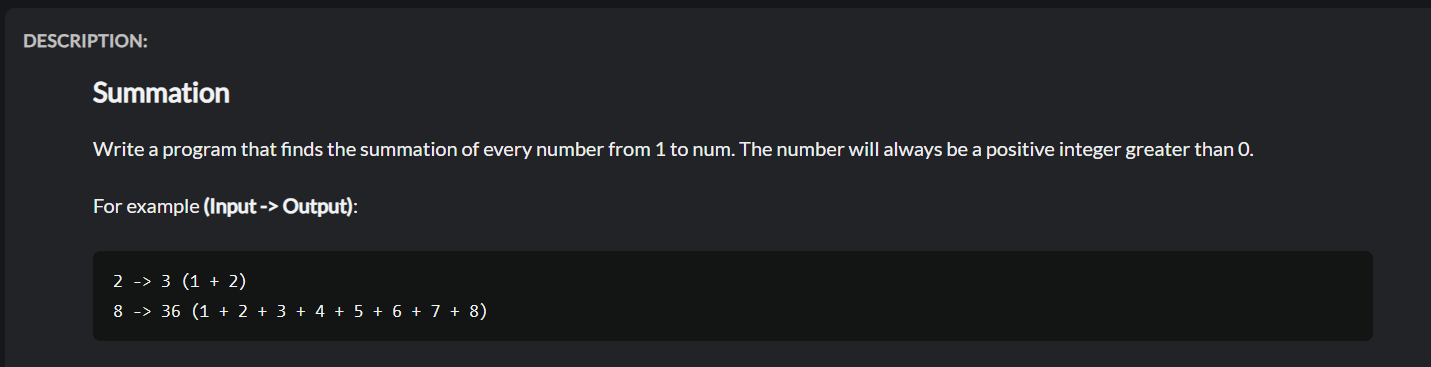 DESCRIPTION:
Summation
Write a program that finds the summation of every number from 1 to num. The number will always be a positive integer greater than 0.
For example (Input -> Output):
2 -> 3 (1 + 2)
8 -> 36 (1 + 2 + 3 + 4 + 5 + 6 + 7 + 8)